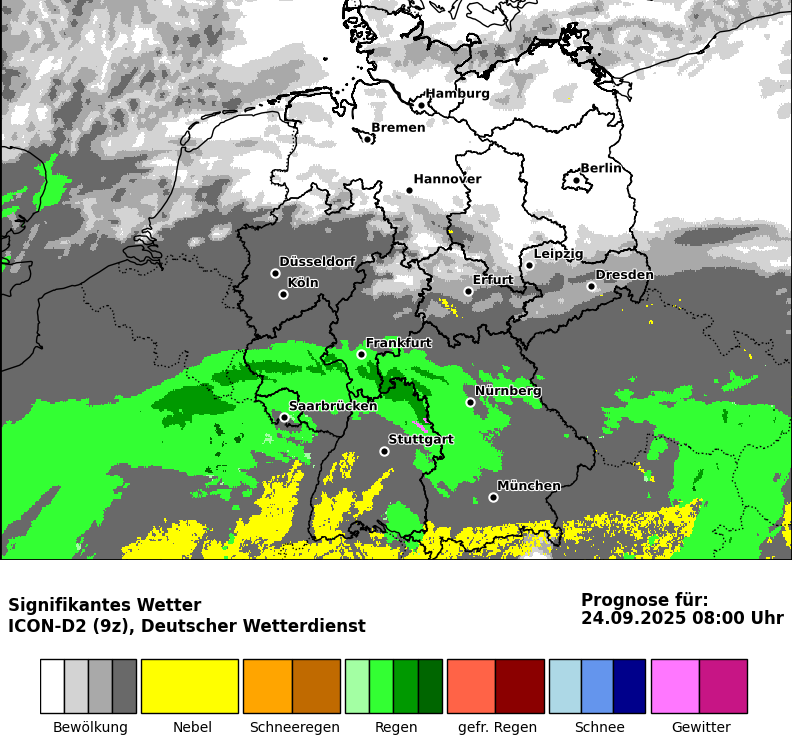 Hamburg
Bremen
Berlin
Hannover
Leipzig
Düsseldorf
Dresden
Köln
Erfurt
Frankfurt
Nürnberg
Saarbrücken
Stuttgart
München
Signifikantes Wetter
ICON-D2 (9z), Deutscher Wetterdienst
Prognose für:
24.09.2025 08:00 Uhr
Bewölkung Nebel Schneeregen Regen gefr. Regen Schnee Gewitter